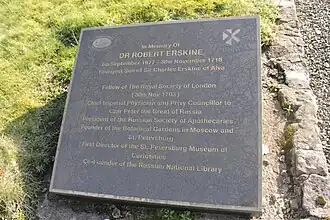 In Memory Of
DR ROBERT ERSKINE
8th September 1677 - 30th November 1718
Youngest Son of Sir Charles Erskine of Alva
Fellow of The Royal Society of London
(30th Nov 1703)
Chief Imperial Physician and Privy Councillor to
Czar Peter the Great of Russia
President of the Russian Society of Apothecaries
Founder of the Botanical Gardens in Moscow and
St. Petersburg
First Director of the St. Petersburg Museum of
Curiosities
Co-Founder of the Russian National Library